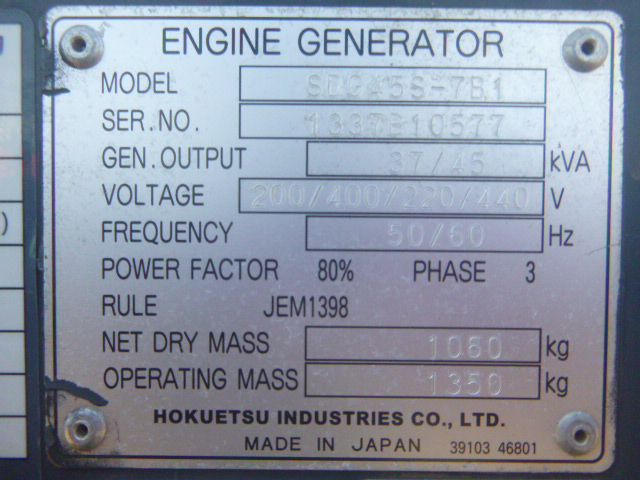 ENGINE GENERATOR
MODEL SDG45S-7B1
SER.NO. 1337B10577
GEN.OUTPUT 37/45 kVA
VOLTAGE 200/400/220/440 V
FREQUENCY 50/60 Hz
POWER FACTOR 80% PHASE 3
RULE JEM1398
NET DRY MASS 1060 kg
OPERATING MASS 1350 kg
HOKUETSU INDUSTRIES CO., LTD.
MADE IN JAPAN 39103 46801